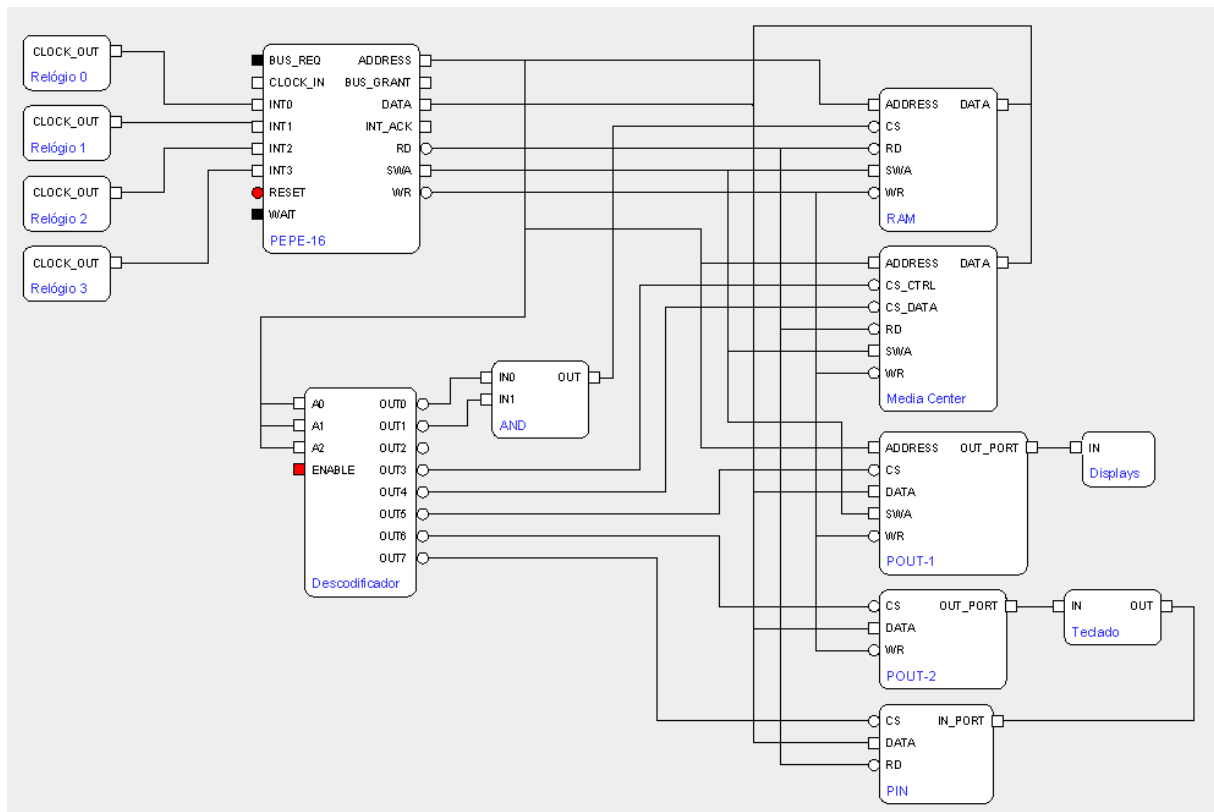 CLOCK_OUT
Relógio 0
CLOCK_OUT
Relógio 1
CLOCK_OUT
Relógio 2
CLOCK_OUT
Relógio 3
BUS_REQ ADDRESS
CLOCK_IN BUS_GRANT
INT0 DATA
INT1 INT_ACK
INT2 RD
INT3 SWA
RESET WR
WAIT
PEPE-16
ADDRESS DATA
CS
RD
SWA
WR
RAM
ADDRESS DATA
CS_CTRL
CS_DATA
RD
SWA
WR
Media Center
A0 OUT0
A1 OUT1
A2 OUT2
ENABLE OUT3
OUT4
OUT5
OUT6
OUT7
Descodificador
IN0 OUT
IN1
AND
ADDRESS OUT_PORT
CS
DATA
SWA
WR
POUT-1
IN
Displays
CS OUT_PORT
DATA
WR
POUT-2
IN OUT
Teclado
CS IN_PORT
DATA
RD
PIN